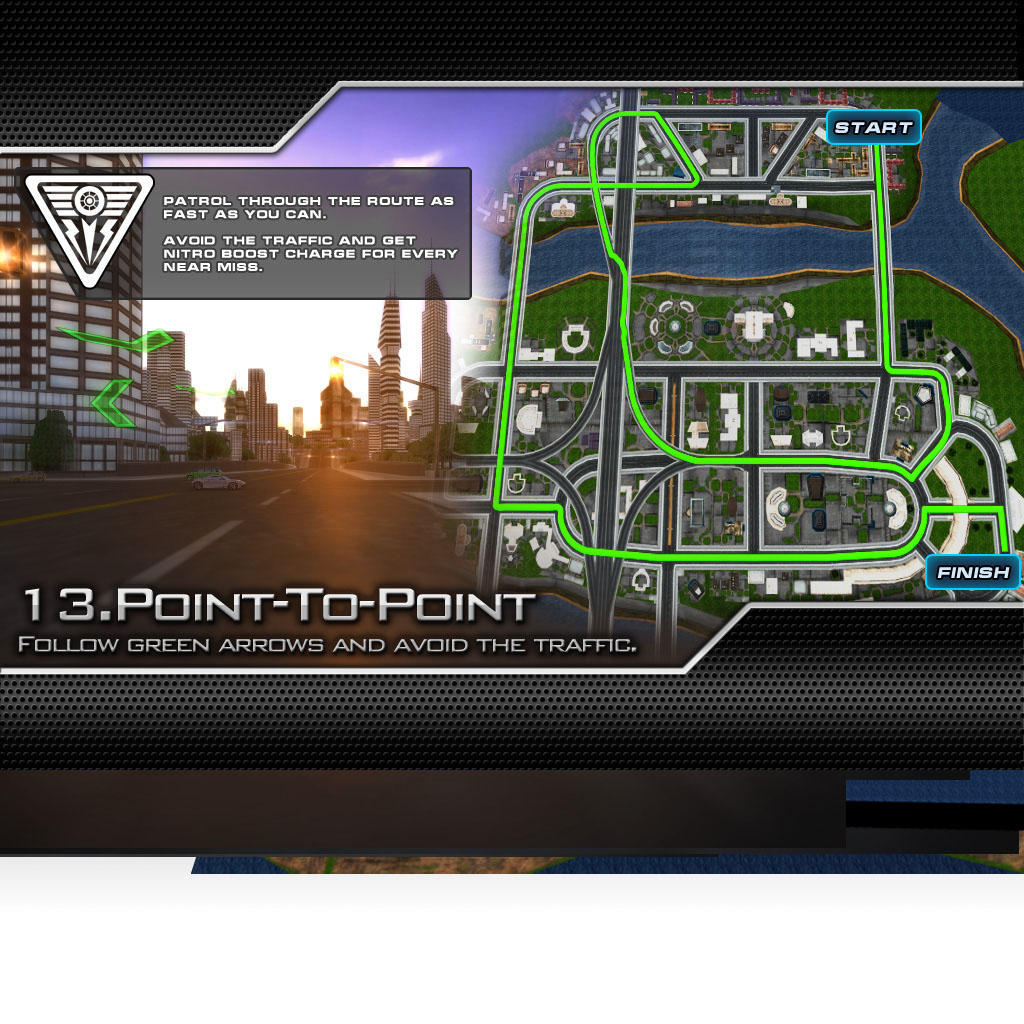 START
PATROL THROUGH THE ROUTE AS
FAST AS YOU CAN.
AVOID THE TRAFFIC AND GET
NITRO BOOST CHARGE FOR EVERY
NEAR MISS.
FINISH
13.POINT-TO-POINT
FOLLOW GREEN ARROWS AND AVOID THE TRAFFIC.